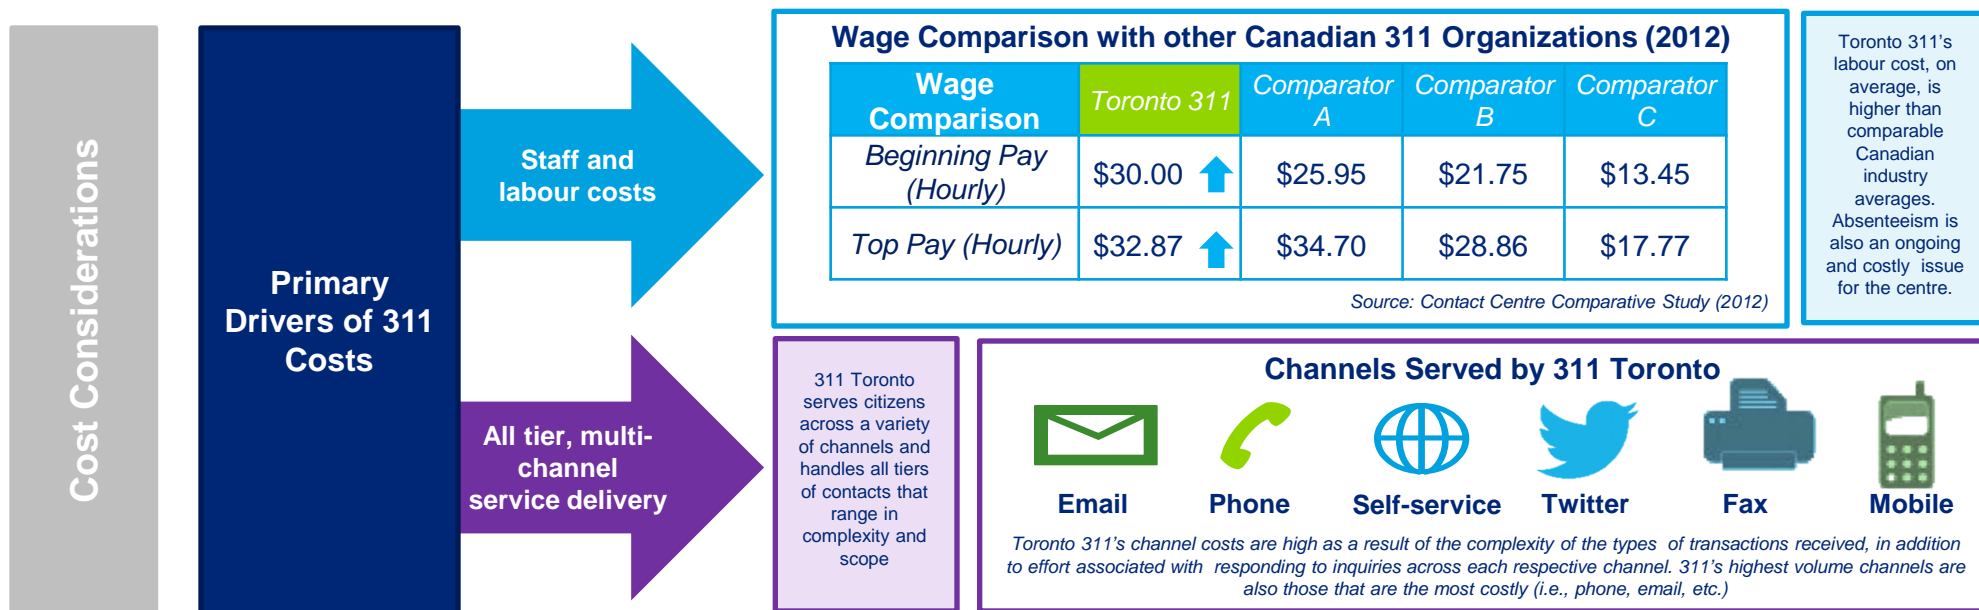 Cost Considerations
Primary
Drivers of 311
Costs
Staff and
labour costs
All tier, multi-
channel
service delivery
Wage Comparison with other Canadian 311 Organizations (2012)
Wage
Comparison
Toronto 311
Comparator
A
Comparator
B
Comparator
C
Beginning Pay
(Hourly)
$30.00
$25.95
$21.75
$13.45
Top Pay (Hourly)
$32.87
$34.70
$28.86
$17.77
Source: Contact Centre Comparative Study (2012)
Toronto 311's
labour cost, on
average, is
higher than
comparable
Canadian
industry
averages.
Absenteeism is
also an ongoing
and costly issue
for the centre.
311 Toronto
serves citizens
across a variety
of channels and
handles all tiers
of contacts that
range in
complexity and
scope
Channels Served by 311 Toronto
Email
Phone
Self-service
Twitter
Fax
Mobile
Toronto 311's channel costs are high as a result of the complexity of the types of transactions received, in addition
to effort associated with responding to inquiries across each respective channel. 311's highest volume channels are
also those that are the most costly (i.e., phone, email, etc.)